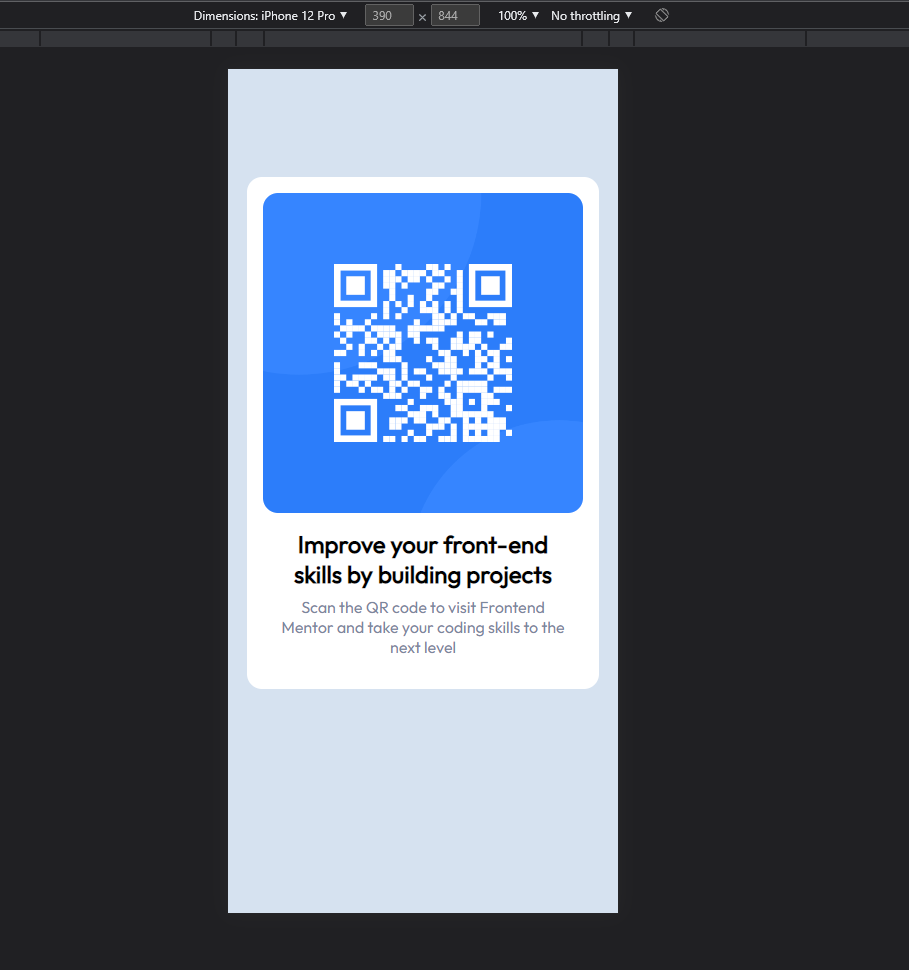 Dimensions: iPhone 12 Pro ▼ 390 × 844 100% ▼ No throttling ▼
Improve your front-end
skills by building projects
Scan the QR code to visit Frontend
Mentor and take your coding skills to the
next level